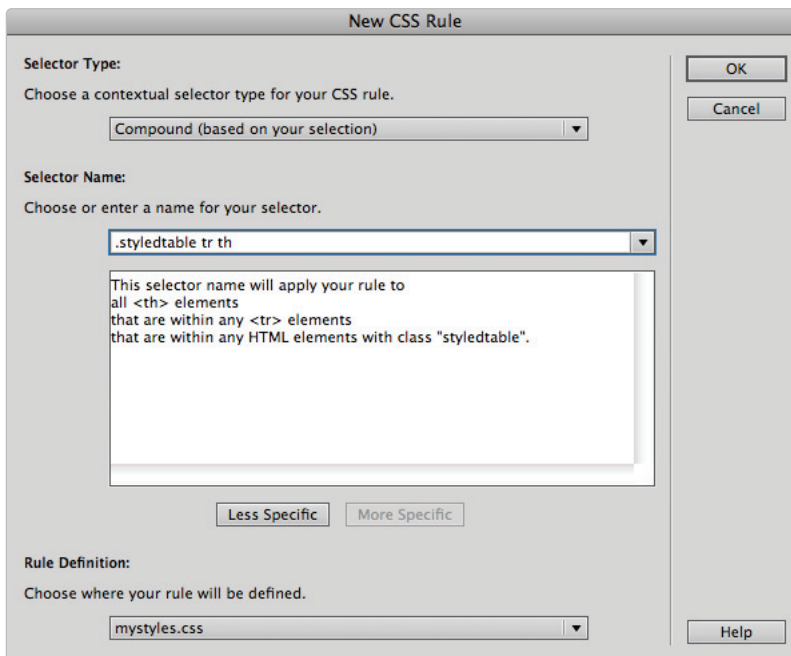 New CSS Rule
Selector Type:
OK
Choose a contextual selector type for your CSS rule.
Cancel
Compound (based on your selection)
Selector Name:
Choose or enter a name for your selector.
.styledtable tr th
This selector name will apply your rule to
all <th> elements
that are within any <tr> elements
that are within any HTML elements with class "styledtable".
Less Specific
More Specific
Rule Definition:
Choose where your rule will be defined.
mystyles.css
Help